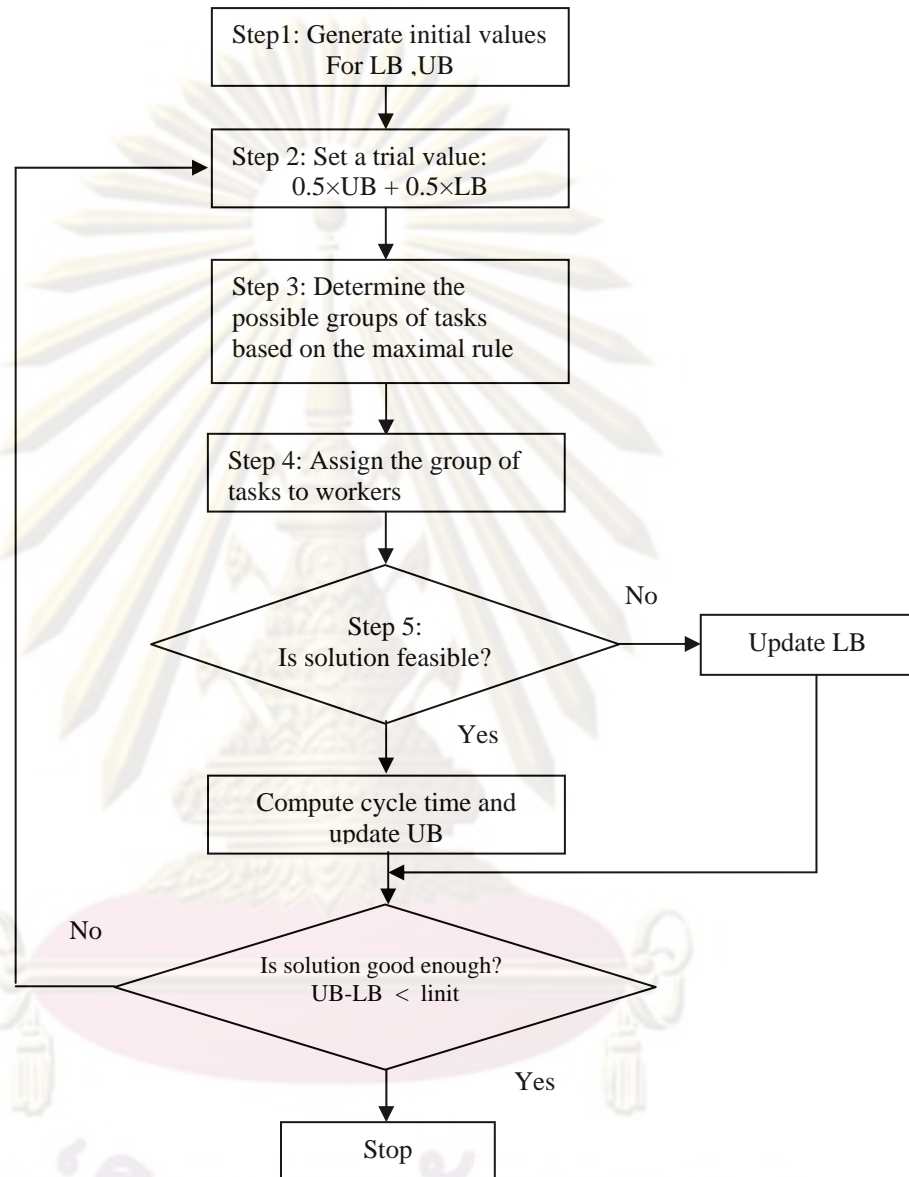 Step1: Generate initial values
For LB ,UB
Step 2: Set a trial value:
0.5×UB + 0.5×LB
Step 3: Determine the
possible groups of tasks
based on the maximal rule
Step 4: Assign the group of
tasks to workers
Step 5:
Is solution feasible?
No
Update LB
Yes
Compute cycle time and
update UB
No
Is solution good enough?
UB-LB < linit
Yes
Stop